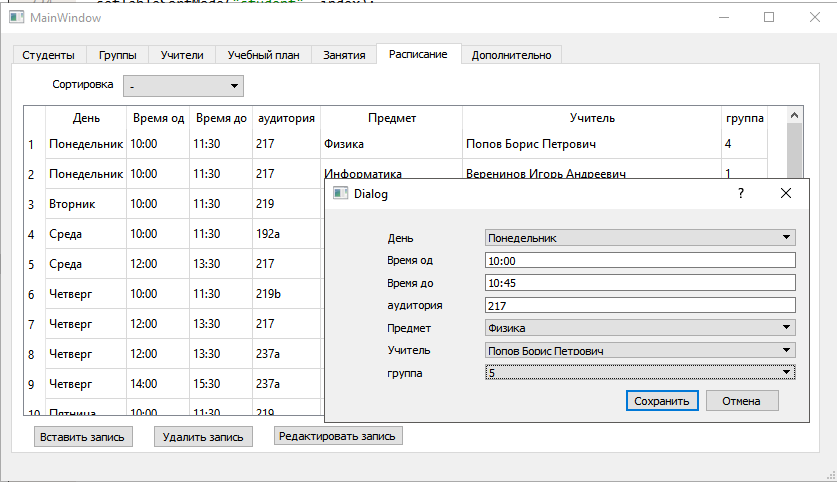 setTableSortMode("student", index);
MainWindow
Студенты Группы Учители Учебный план Занятия Расписание Дополнительно
Сортировка -
День Время од Время до аудитория Предмет Учитель группа
1 Понедельник 10:00 11:30 217 Физика Попов Борис Петрович 4
2 Понедельник 10:00 11:30 217 Информатика Веренинов Игорь Андреевич 1
3 Вторник 10:00 11:30 219
4 Среда 10:00 11:30 192а
5 Среда 12:00 13:30 217
6 Четверг 10:00 11:30 219b
7 Четверг 12:00 13:30 217
8 Четверг 12:00 13:30 237а
9 Четверг 14:00 15:30 237а
10 Пятница 10:00 11:30 219
Dialog ?
День Понедельник
Время од 10:00
Время до 10:45
аудитория 217
Предмет Физика
Учитель Попов Борис Петрович
группа 5
Сохранить Отмена
Вставить запись Удалить запись Редактировать запись